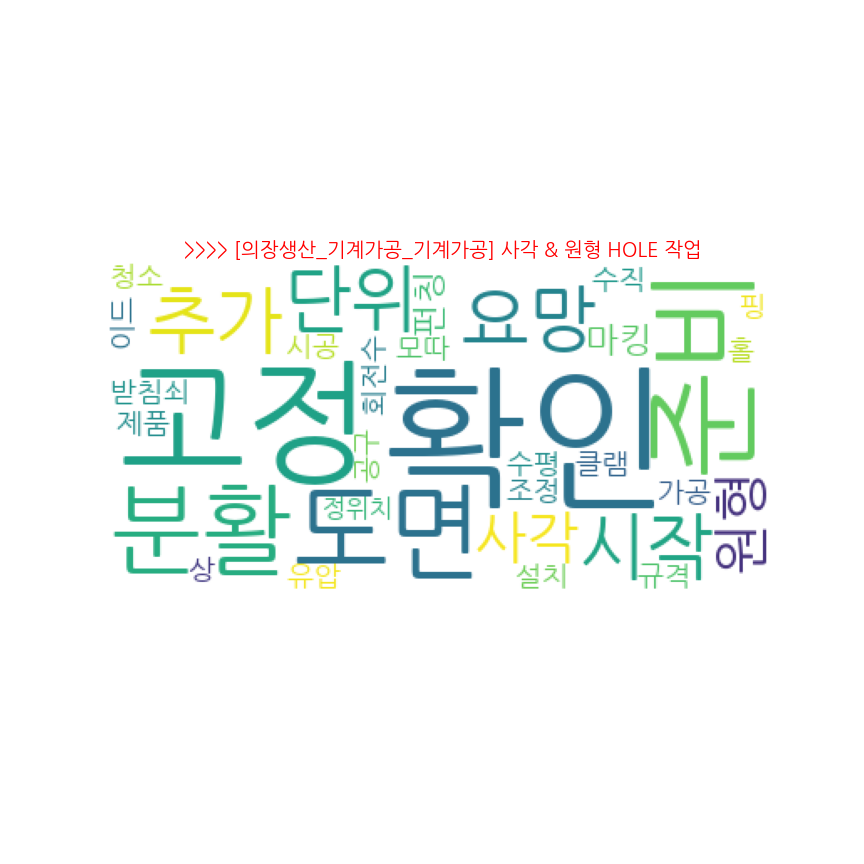 >>>> [의장생산_기계가공_기계가공] 사각 & 원형 HOLE 작업
청소
추가
단위
펀칭
요망
수직
준비
핑
이드
시공
회전수
모따
마킹
홀
받침쇠
제품
고정
확인
공구
수평
클램
조정
정위치
가공
원형
분활
도면
사각
시작
상
유압
설치
규격